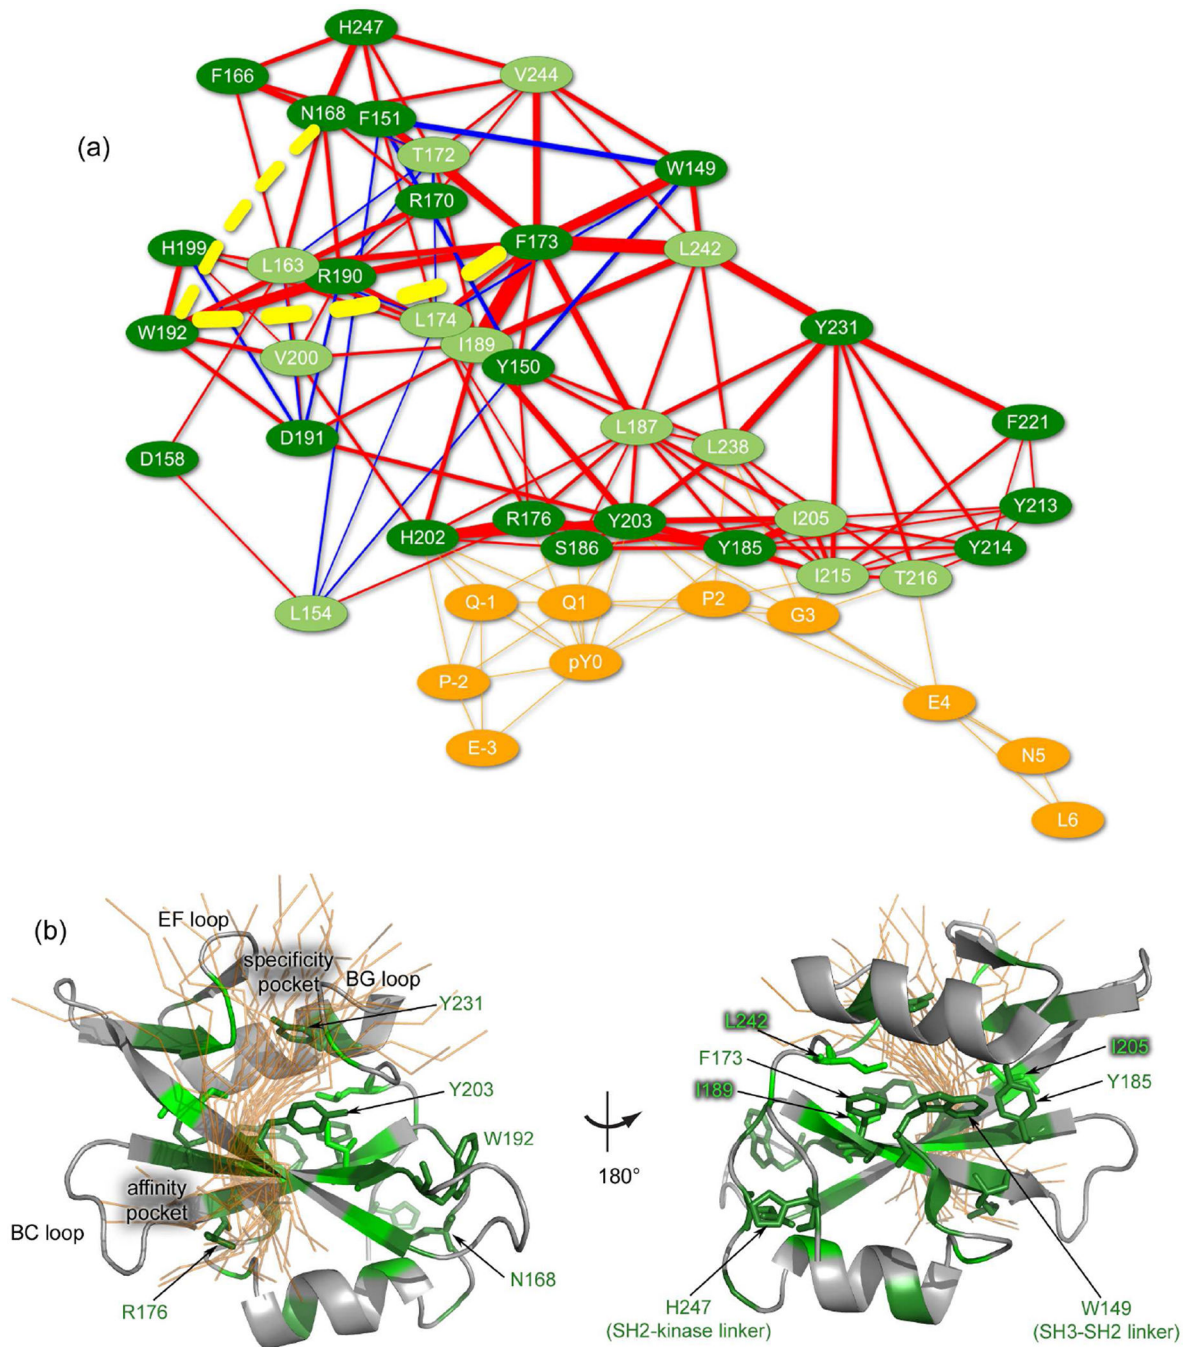 H247
F166
V244
N168
F151
(a)
T172
W149
R170
H199
F173
L242
L163
R190
L174
Y231
W192
V200
I189
Y150
F221
L187
D191
L238
D158
Y213
R176
Y203
I205
H202
S186
Y185
Y214
I215
T216
Q-1
Q1
P2
L154
G3
pY0
P-2
E4
E-3
N5
L6
(b)
EF loop
specificity
pocket
BG loop
Y231
Y203
W192
affinity
pocket
BC loop
R176
N168
180°
L242
F173
I189
I205
Y185
H247
(SH2-kinase linker)
W149
(SH3-SH2 linker)